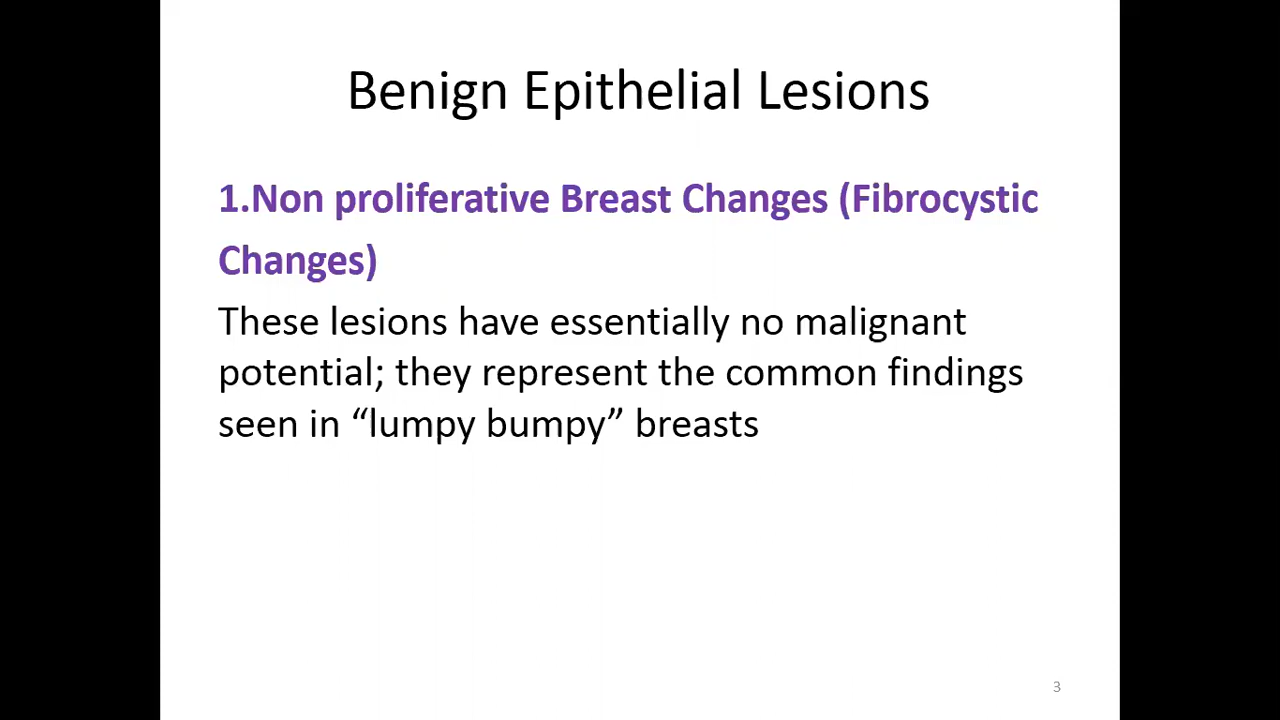 Benign Epithelial Lesions
1.Non proliferative Breast Changes (Fibrocystic
Changes)
These lesions have essentially no malignant
potential; they represent the common findings
seen in “lumpy bumpy” breasts
3